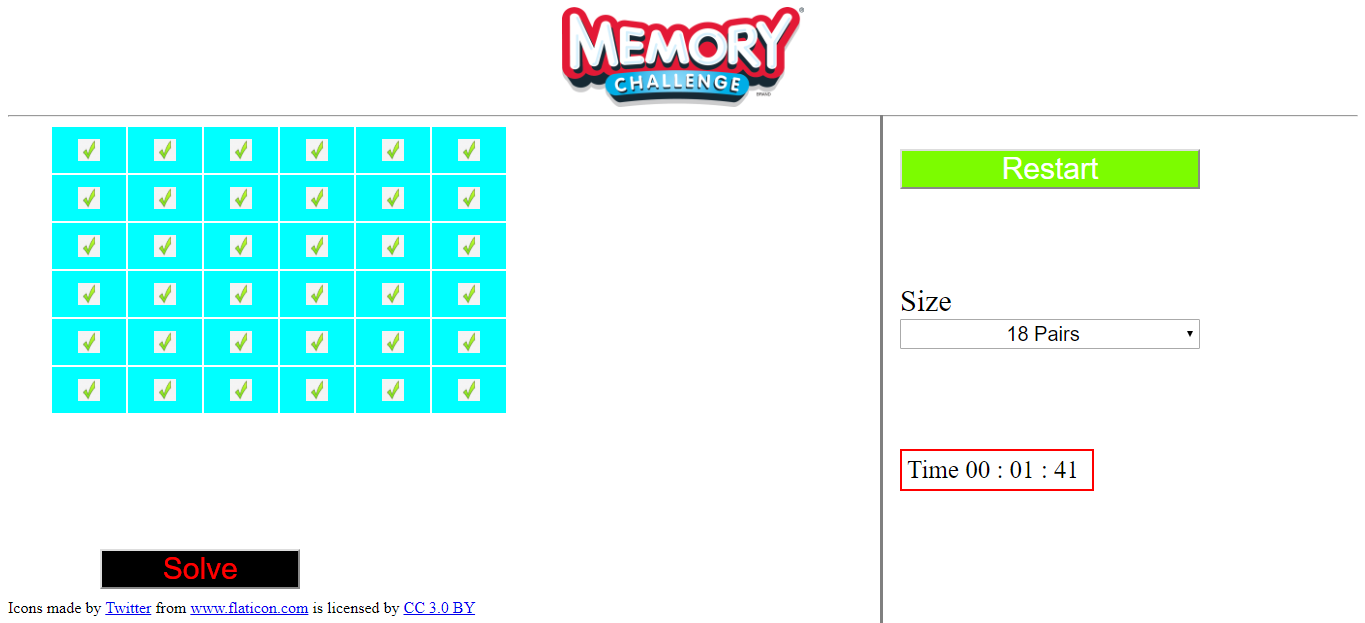 MEMORY
CHALLENGE
Restart
Size
18 Pairs
Time 00 : 01 : 41
Solve
Icons made by Twitter from www.flaticon.com is licensed by CC 3.0 BY